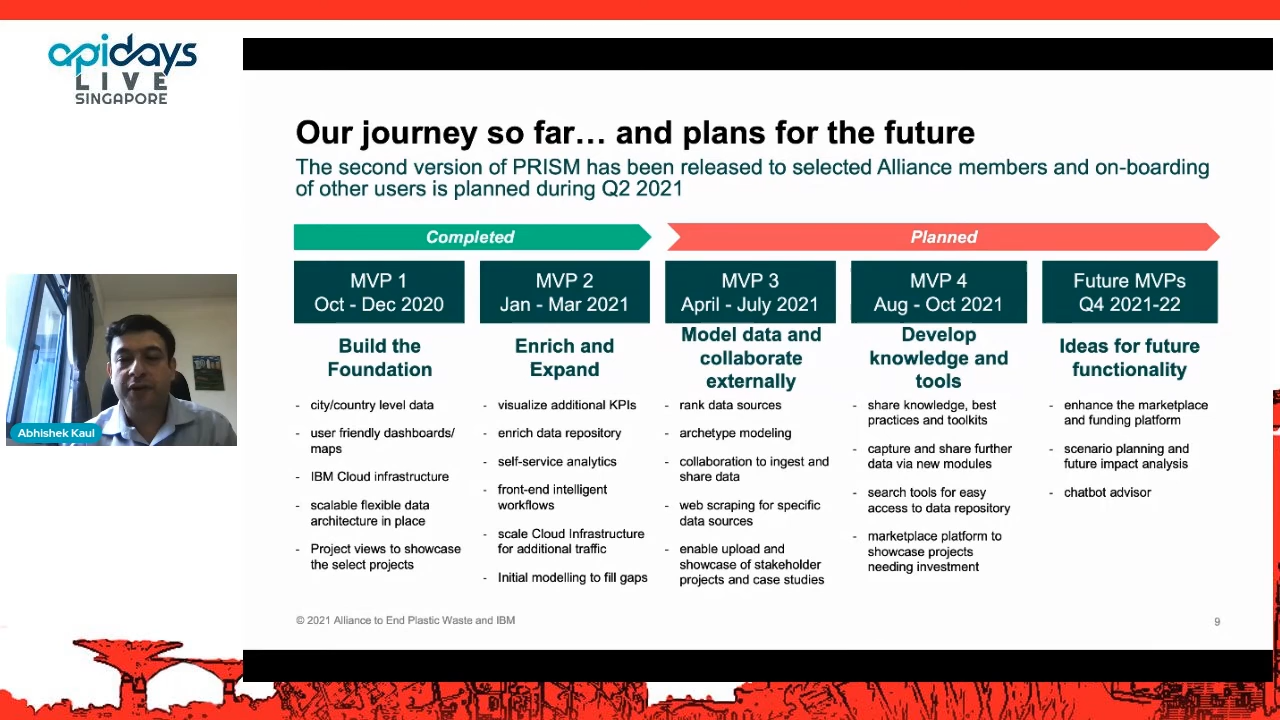 apidays
LIVE
SINGAPORE
Our journey so far… and plans for the future
The second version of PRISM has been released to selected Alliance members and on-boarding
of other users is planned during Q2 2021
Completed
Planned
MVP 1
Oct - Dec 2020
Build the
Foundation
- city/country level data
- user friendly dashboards/
maps
- IBM Cloud infrastructure
- scalable flexible data
architecture in place
- Project views to showcase
the select projects
MVP 2
Jan - Mar 2021
Enrich and
Expand
- visualize additional KPIs
- enrich data repository
- self-service analytics
- front-end intelligent
workflows
- scale Cloud Infrastructure
for additional traffic
- Initial modelling to fill gaps
MVP 3
April - July 2021
Model data and
collaborate
externally
- rank data sources
- archetype modeling
- collaboration to ingest and
share data
- web scraping for specific
data sources
- enable upload and
showcase of stakeholder
projects and case studies
MVP 4
Aug - Oct 2021
Develop
knowledge and
tools
- share knowledge, best
practices and toolkits
- capture and share further
data via new modules
- search tools for easy
access to data repository
- marketplace platform to
showcase projects
needing investment
Future MVPs
Q4 2021-22
Ideas for future
functionality
- enhance the marketplace
and funding platform
- scenario planning and
future impact analysis
- chatbot advisor
Abhishek Kaul
© 2021 Alliance to End Plastic Waste and IBM
9